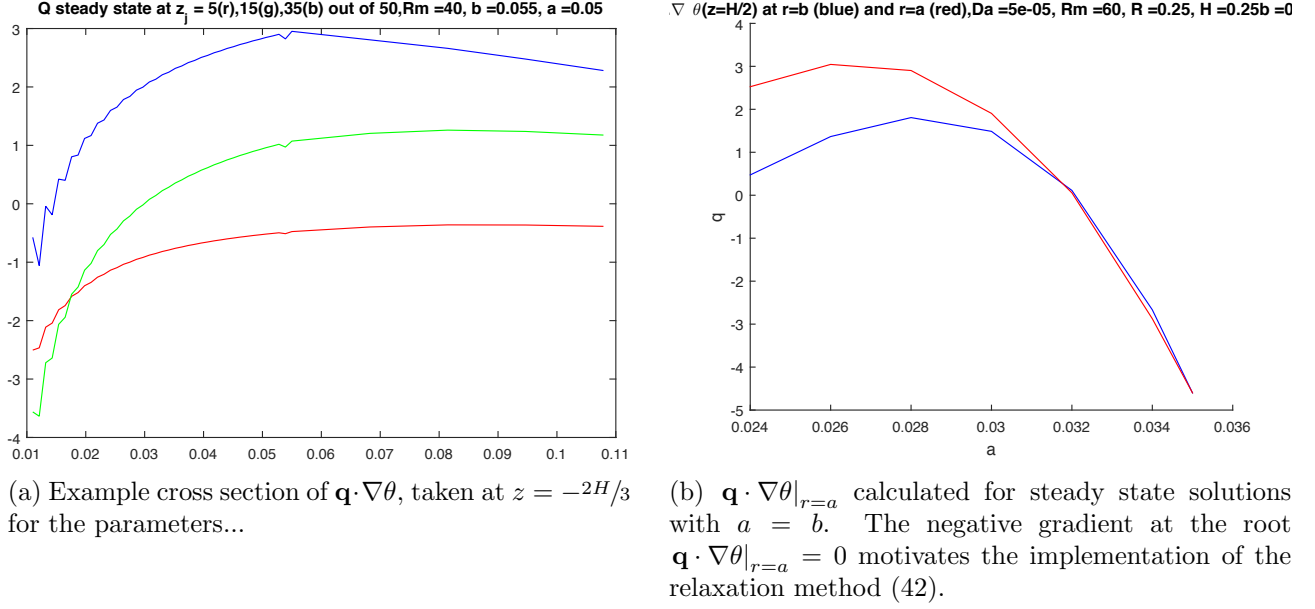 Q steady state at z_j = 5(r),15(g),35(b) out of 50,Rm =40, b =0.055, a =0.05
3
2
1
0
-1
-2
-3
-4
0.01 0.02 0.03 0.04 0.05 0.06 0.07 0.08 0.09 0.1 0.11
(a) Example cross section of q·∇θ, taken at z = −2H/3
for the parameters...
.∇ θ(z=H/2) at r=b (blue) and r=a (red),Da =5e-05, Rm =60, R =0.25, H =0.25b =0
4
3
2
1
0
-1
-2
-3
-4
-5
q
0.024 0.026 0.028 0.03 0.032 0.034 0.036
a
(b) q · ∇θ|r=a calculated for steady state solutions
with a = b. The negative gradient at the root
q · ∇θ|r=a = 0 motivates the implementation of the
relaxation method (42).